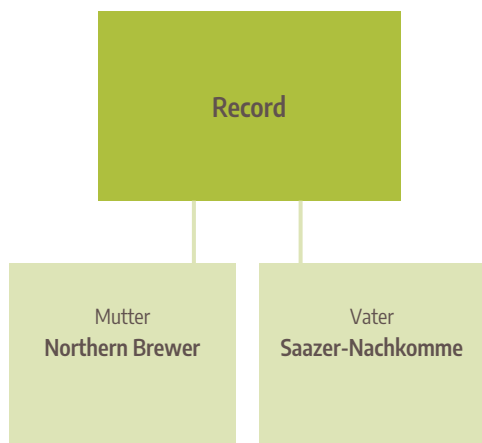 Record
Mutter
Northern Brewer
Vater
Saazer-Nachkomme